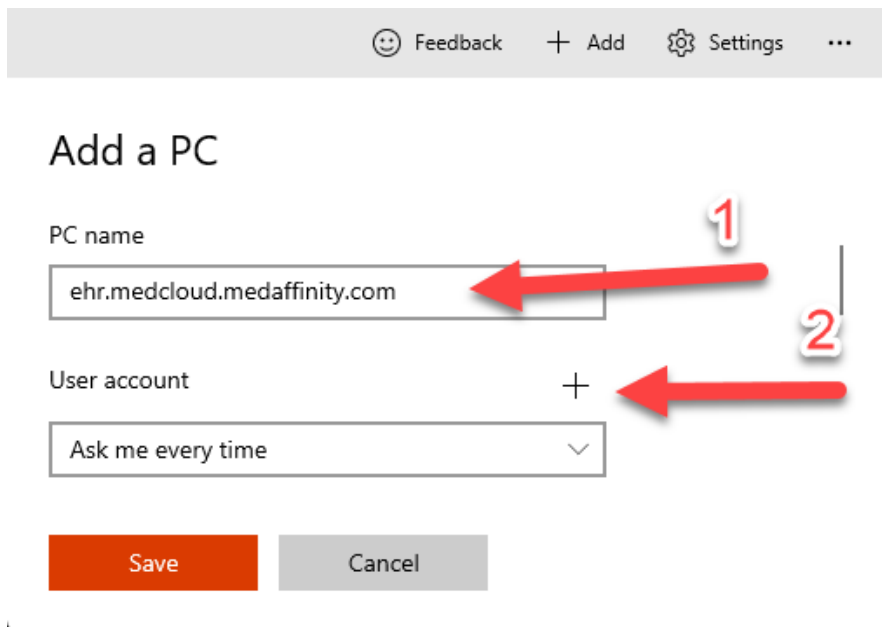 Feedback + Add Settings ...
Add a PC
PC name
1
ehr.medcloud.medaffinity.com
2
User account +
Ask me every time
Save Cancel